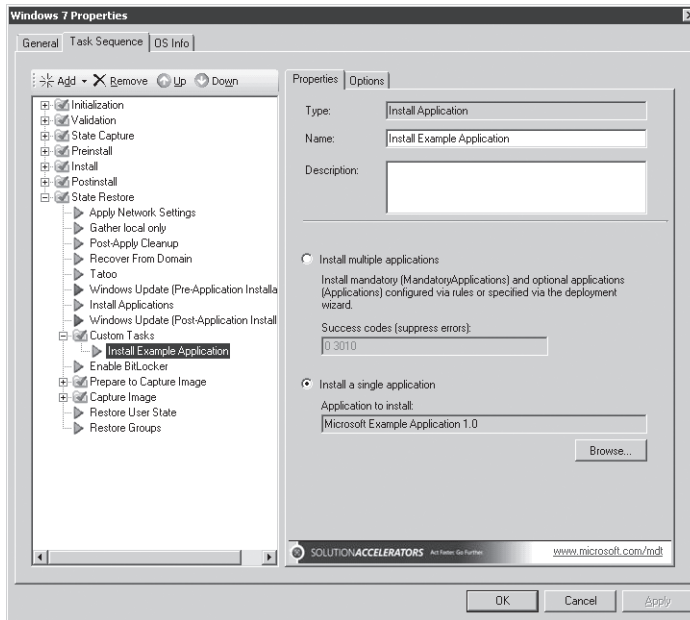 Windows 7 Properties
General Task Sequence OS Info
Add Remove Up Down
Initialization
Validation
State Capture
Preinstall
Install
Postinstall
State Restore
Apply Network Settings
Gather local only
Post-Apply Cleanup
Recover From Domain
Tatoo
Windows Update (Pre-Application Installa
Install Applications
Windows Update (Post-Application Install
Custom Tasks
Install Example Application
Enable BitLocker
Prepare to Capture Image
Capture Image
Restore User State
Restore Groups
Properties Options
Type: Install Application
Name: Install Example Application
Description:
Install multiple applications
Install mandatory (MandatoryApplications) and optional applications
(Applications) configured via rules or specified via the deployment
wizard.
Success codes (suppress errors):
0 3010
Install a single application
Application to install:
Microsoft Example Application 1.0
Browse...
SOLUTIONACCELERATORS Act Faster. Go Further. www.microsoft.com/mdt
OK Cancel Apply